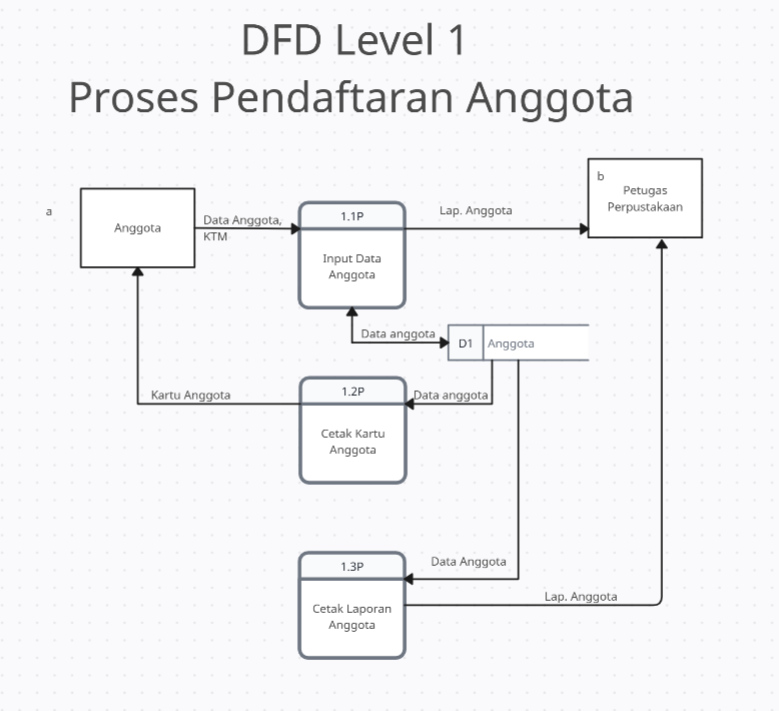 DFD Level 1
Proses Pendaftaran Anggota
a
Anggota
Data Anggota,
KTM
1.1P
Input Data
Anggota
Lap. Anggota
b
Petugas
Perpustakaan
Data anggota
D1
Anggota
Kartu Anggota
1.2P
Cetak Kartu
Anggota
Data anggota
1.3P
Cetak Laporan
Anggota
Data Anggota
Lap. Anggota